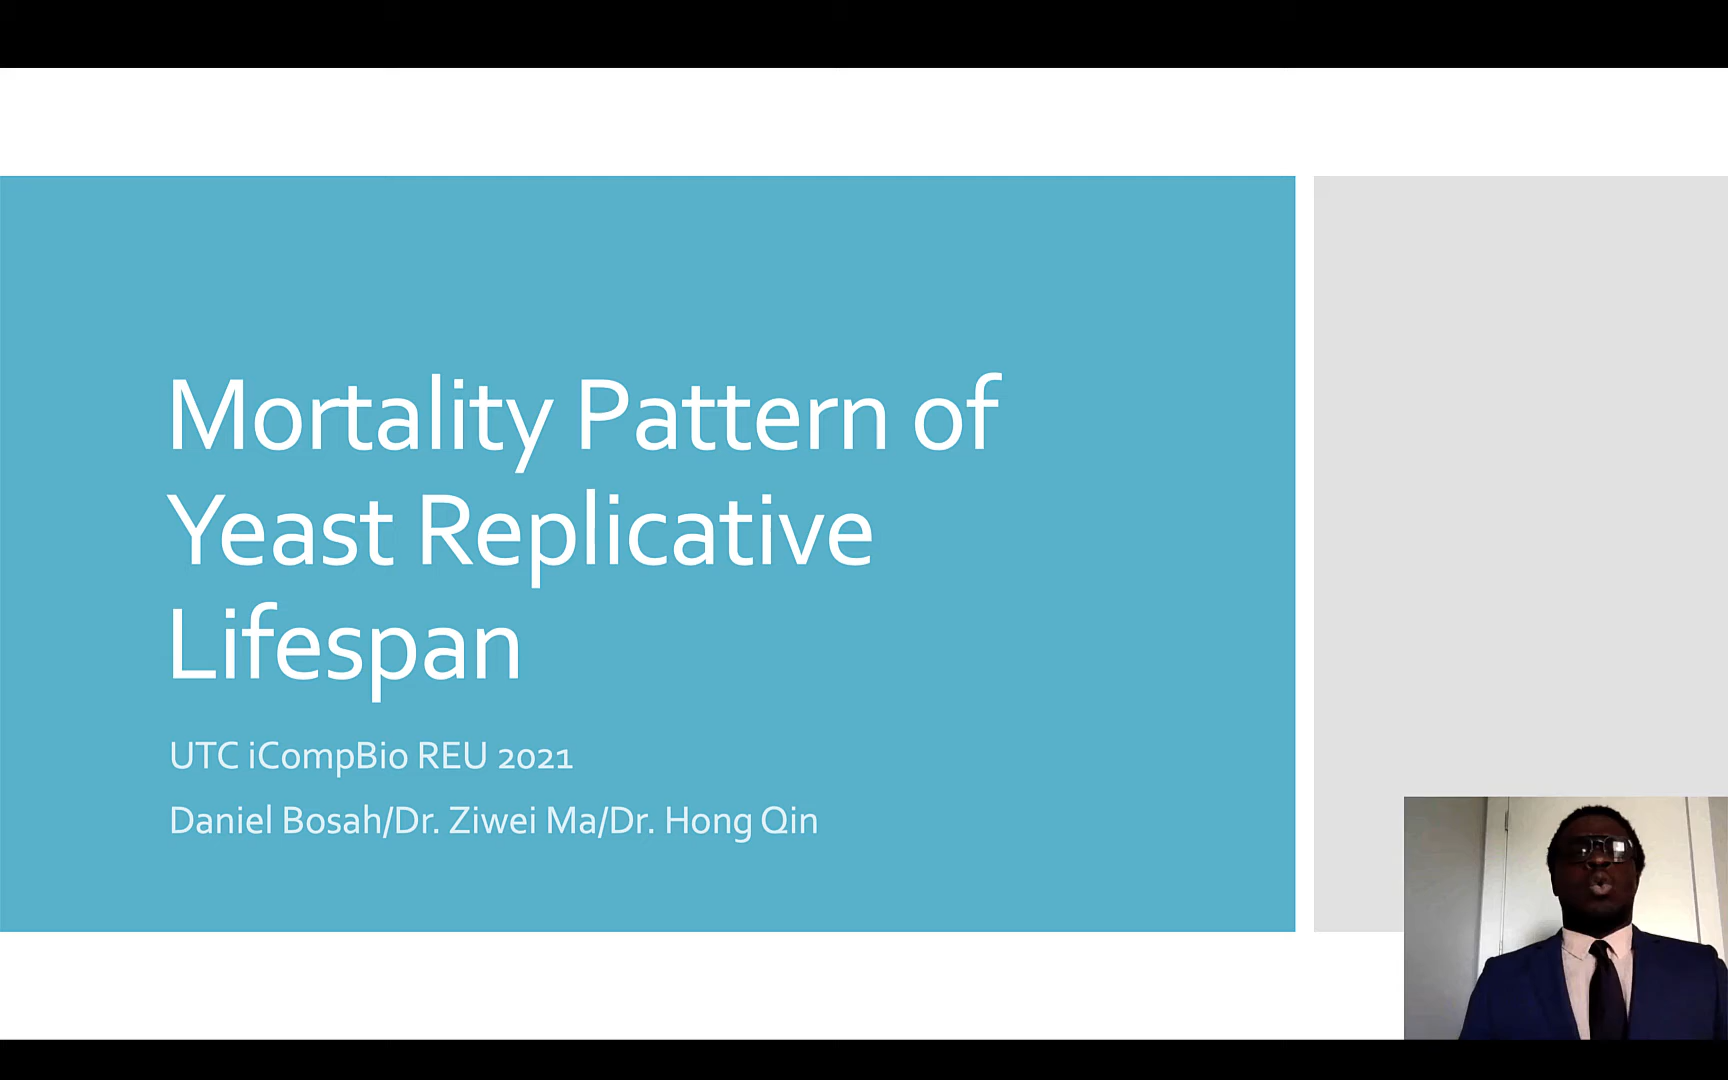 Mortality Pattern of
Yeast Replicative
Lifespan
UTC iCompBio REU 2021
Daniel Bosah/Dr. Ziwei Ma/Dr. Hong Qin